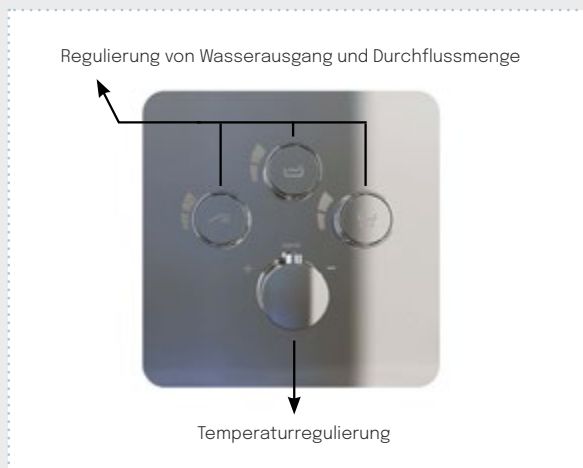 Regulierung von Wasserausgang und Durchflussmenge
+ −
Temperaturregulierung